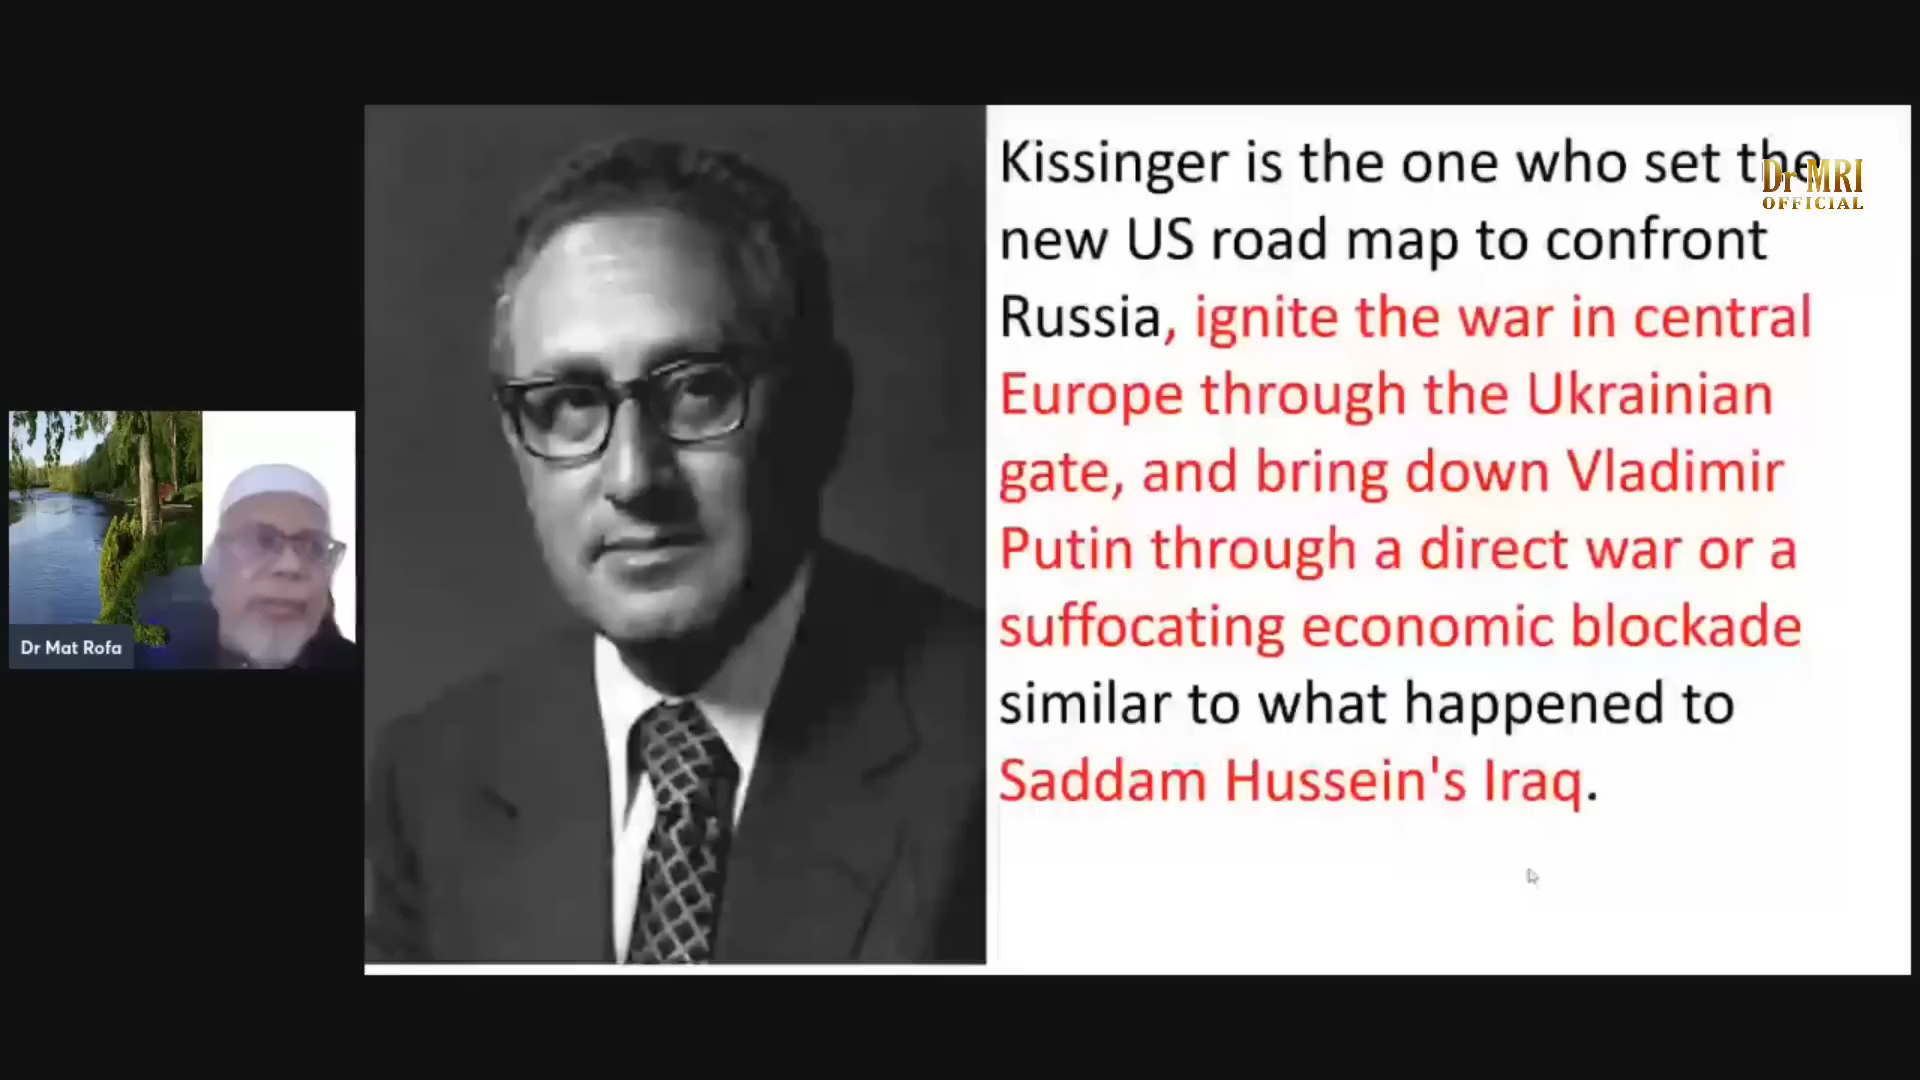 Kissinger is the one who set the
new US road map to confront
Russia, ignite the war in central
Europe through the Ukrainian
gate, and bring down Vladimir
Putin through a direct war or a
suffocating economic blockade
similar to what happened to
Saddam Hussein's Iraq.
Dr MRI
OFFICIAL
Dr Mat Rofa